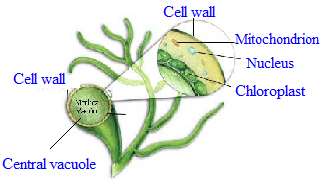 Cell wall
Mitochondrion
Nucleus
Chloroplast
Cell wall
Central vacuole